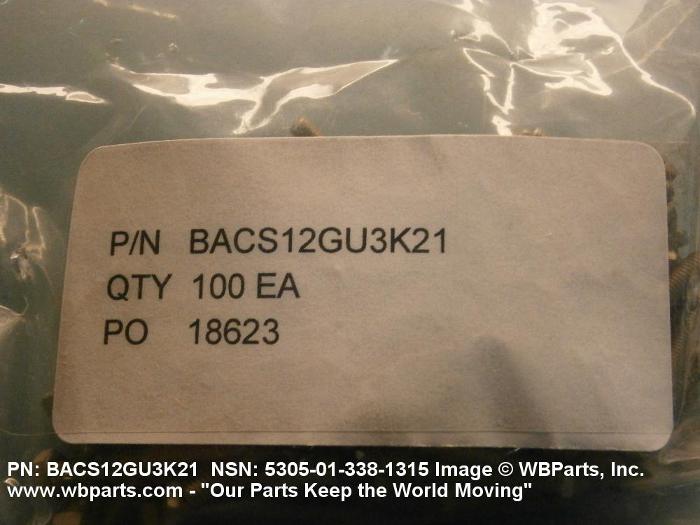 P/N BACS12GU3K21
QTY 100 EA
PO 18623
PN: BACS12GU3K21 NSN: 5305-01-338-1315 Image © WBParts, Inc.
www.wbparts.com - "Our Parts Keep the World Moving"